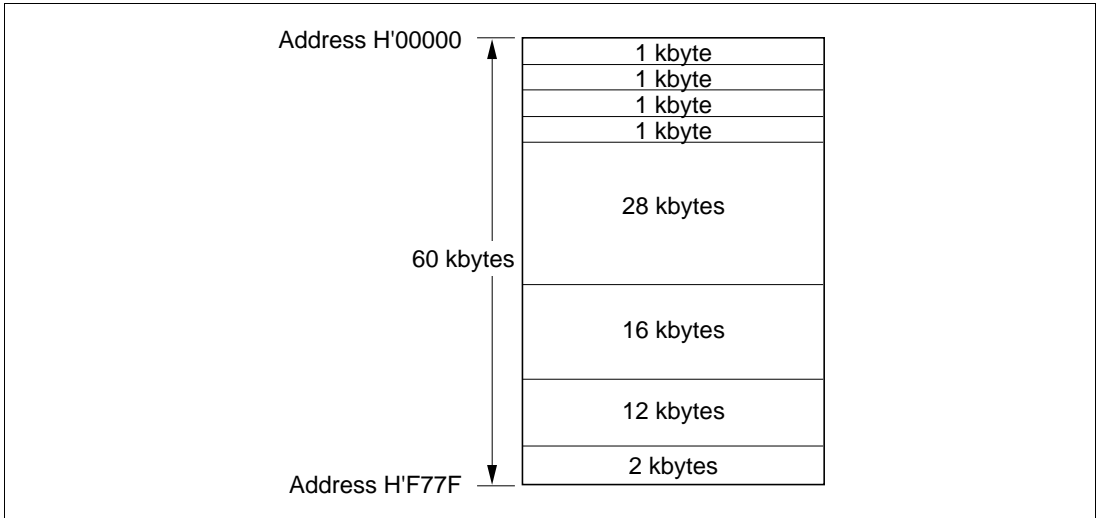 Address H'00000
1 kbyte
1 kbyte
1 kbyte
1 kbyte
28 kbytes
60 kbytes
16 kbytes
12 kbytes
2 kbytes
Address H'F77F